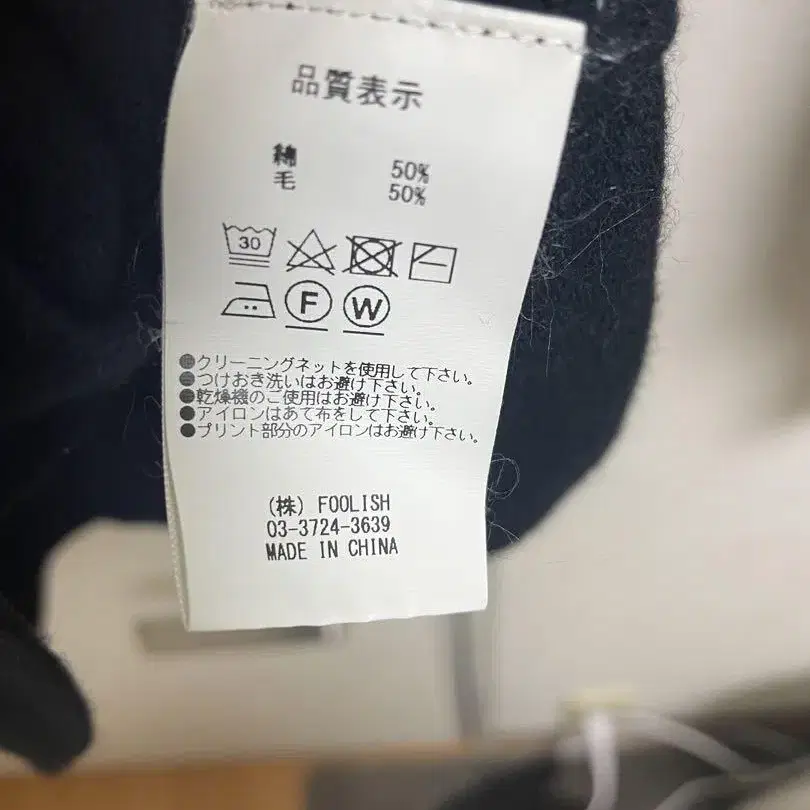 品質表示
綿 50%
毛 50%
30
F W
●クリーニングネットを使用して下さい。
●つけおき洗いはお避け下さい。
●乾燥機のご使用はお避け下さい。
●アイロンはあて布をして下さい。
●プリント部分のアイロンはお避け下さい。
(株) FOOLISH
03-3724-3639
MADE IN CHINA